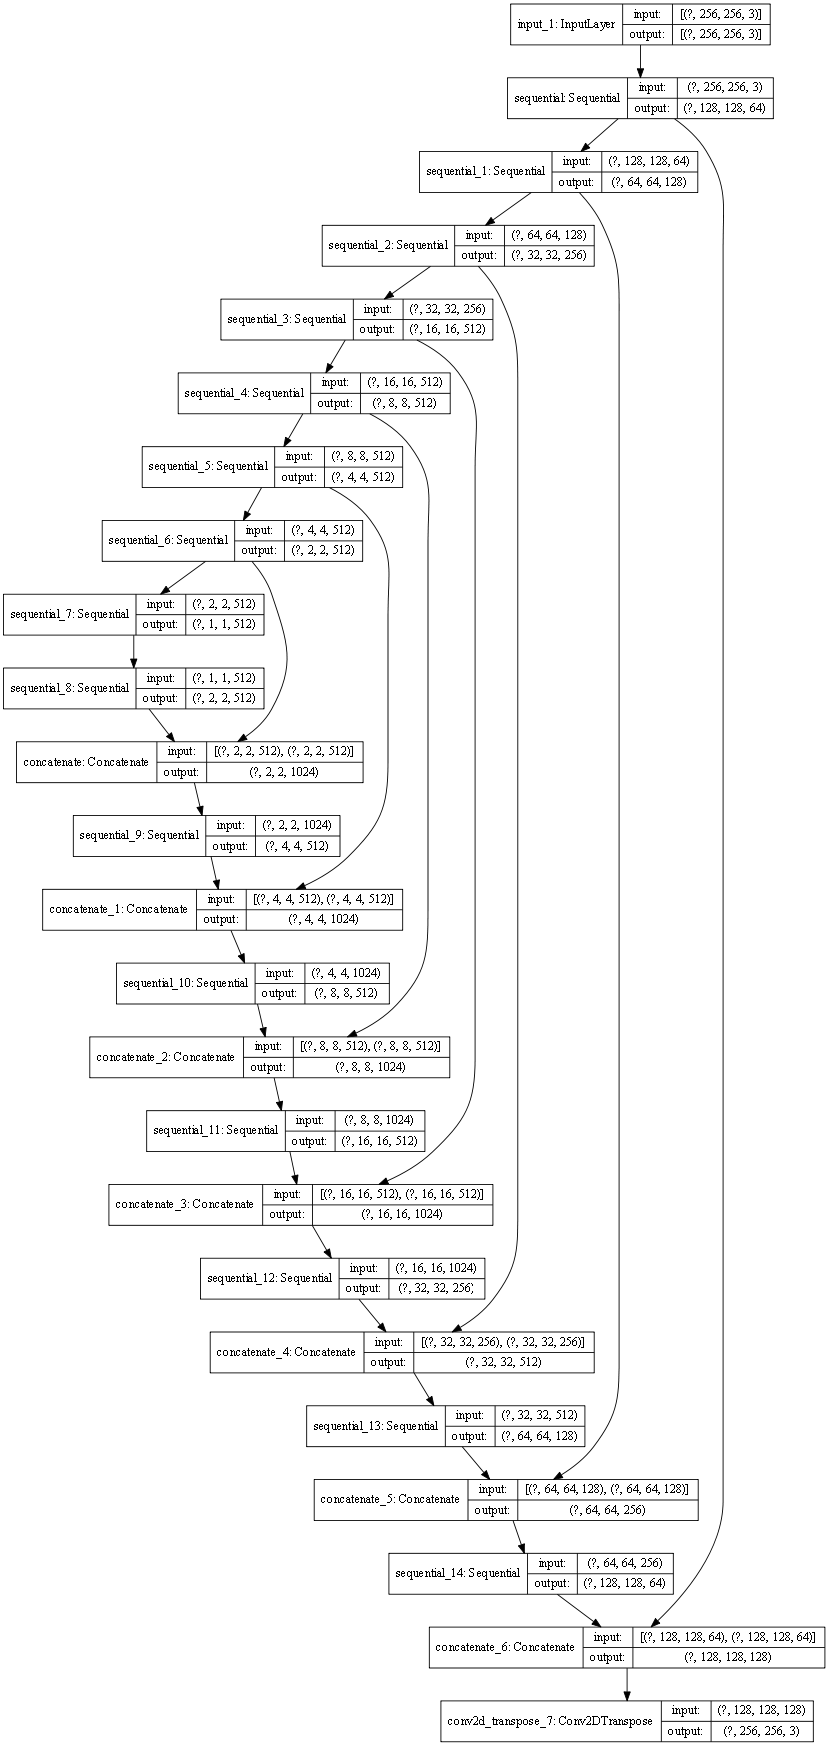 input_1: InputLayer
input:
[(?, 256, 256, 3)]
output:
[(?, 256, 256, 3)]
sequential: Sequential
input:
(?, 256, 256, 3)
output:
(?, 128, 128, 64)
sequential_1: Sequential
input:
(?, 128, 128, 64)
output:
(?, 64, 64, 128)
sequential_2: Sequential
input:
(?, 64, 64, 128)
output:
(?, 32, 32, 256)
sequential_3: Sequential
input:
(?, 32, 32, 256)
output:
(?, 16, 16, 512)
sequential_4: Sequential
input:
(?, 16, 16, 512)
output:
(?, 8, 8, 512)
sequential_5: Sequential
input:
(?, 8, 8, 512)
output:
(?, 4, 4, 512)
sequential_6: Sequential
input:
(?, 4, 4, 512)
output:
(?, 2, 2, 512)
sequential_7: Sequential
input:
(?, 2, 2, 512)
output:
(?, 1, 1, 512)
sequential_8: Sequential
input:
(?, 1, 1, 512)
output:
(?, 2, 2, 512)
concatenate: Concatenate
input:
[(?, 2, 2, 512), (?, 2, 2, 512)]
output:
(?, 2, 2, 1024)
sequential_9: Sequential
input:
(?, 2, 2, 1024)
output:
(?, 4, 4, 512)
concatenate_1: Concatenate
input:
[(?, 4, 4, 512), (?, 4, 4, 512)]
output:
(?, 4, 4, 1024)
sequential_10: Sequential
input:
(?, 4, 4, 1024)
output:
(?, 8, 8, 512)
concatenate_2: Concatenate
input:
[(?, 8, 8, 512), (?, 8, 8, 512)]
output:
(?, 8, 8, 1024)
sequential_11: Sequential
input:
(?, 8, 8, 1024)
output:
(?, 16, 16, 512)
concatenate_3: Concatenate
input:
[(?, 16, 16, 512), (?, 16, 16, 512)]
output:
(?, 16, 16, 1024)
sequential_12: Sequential
input:
(?, 16, 16, 1024)
output:
(?, 32, 32, 256)
concatenate_4: Concatenate
input:
[(?, 32, 32, 256), (?, 32, 32, 256)]
output:
(?, 32, 32, 512)
sequential_13: Sequential
input:
(?, 32, 32, 512)
output:
(?, 64, 64, 128)
concatenate_5: Concatenate
input:
[(?, 64, 64, 128), (?, 64, 64, 128)]
output:
(?, 64, 64, 256)
sequential_14: Sequential
input:
(?, 64, 64, 256)
output:
(?, 128, 128, 64)
concatenate_6: Concatenate
input:
[(?, 128, 128, 64), (?, 128, 128, 64)]
output:
(?, 128, 128, 128)
conv2d_transpose_7: Conv2DTranspose
input:
(?, 128, 128, 128)
output:
(?, 256, 256, 3)